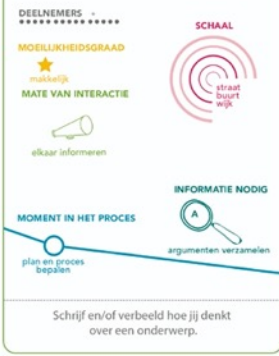 DEELNEMERS -
MOEILIJKHEIDSGRAAD
makkelijk
MATE VAN INTERACTIE
elkaar informeren
SCHAAL
straat
buurt
wijk
INFORMATIE NODIG
A
argumenten verzamelen
MOMENT IN HET PROCES
plan en proces
bepalen
Schrijf en/of verbeeld hoe jij denkt
over een onderwerp.